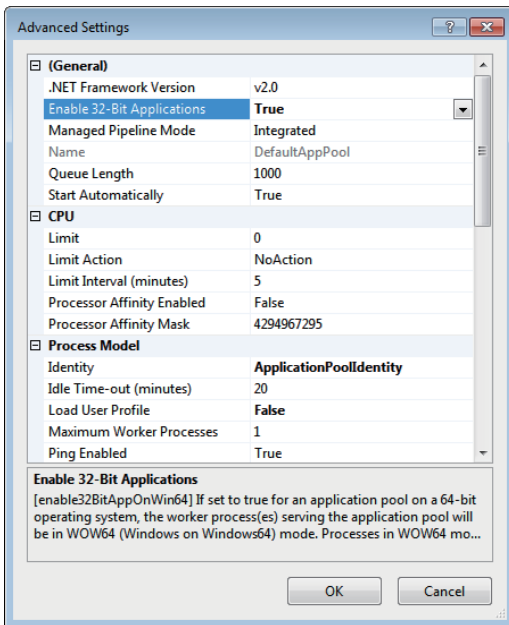 Advanced Settings
(General)
.NET Framework Version v2.0
Enable 32-Bit Applications True
Managed Pipeline Mode Integrated
Name DefaultAppPool
Queue Length 1000
Start Automatically True
CPU
Limit 0
Limit Action NoAction
Limit Interval (minutes) 5
Processor Affinity Enabled False
Processor Affinity Mask 4294967295
Process Model
Identity ApplicationPoolIdentity
Idle Time-out (minutes) 20
Load User Profile False
Maximum Worker Processes 1
Ping Enabled True
Enable 32-Bit Applications
[enable32BitAppOnWin64] If set to true for an application pool on a 64-bit
operating system, the worker process(es) serving the application pool will
be in WOW64 (Windows on Windows64) mode. Processes in WOW64 mo...
OK Cancel